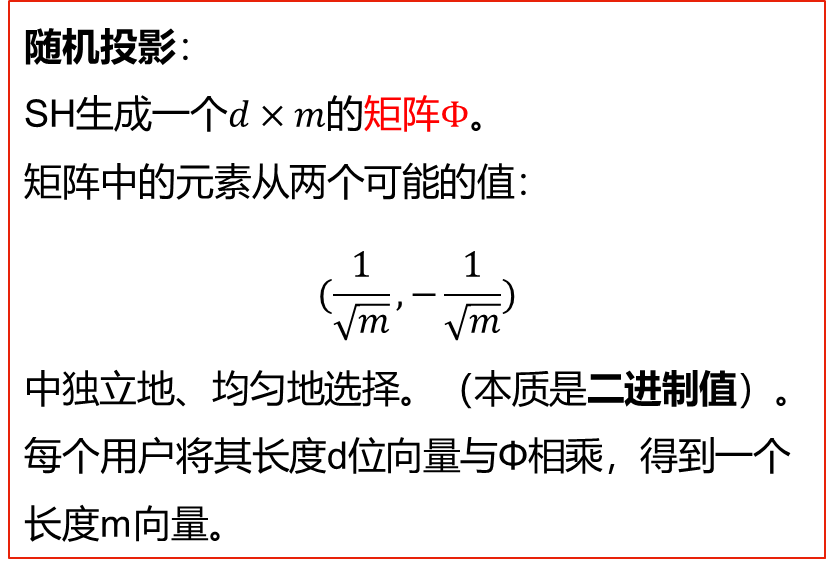 随机投影：
SH生成一个𝑑 × 𝑚的矩阵Φ。
矩阵中的元素从两个可能的值：
(1/√𝑚, −1/√𝑚)
中独立地、均匀地选择。（本质是二进制值）。
每个用户将其长度d位向量与Φ相乘，得到一个
长度m向量。